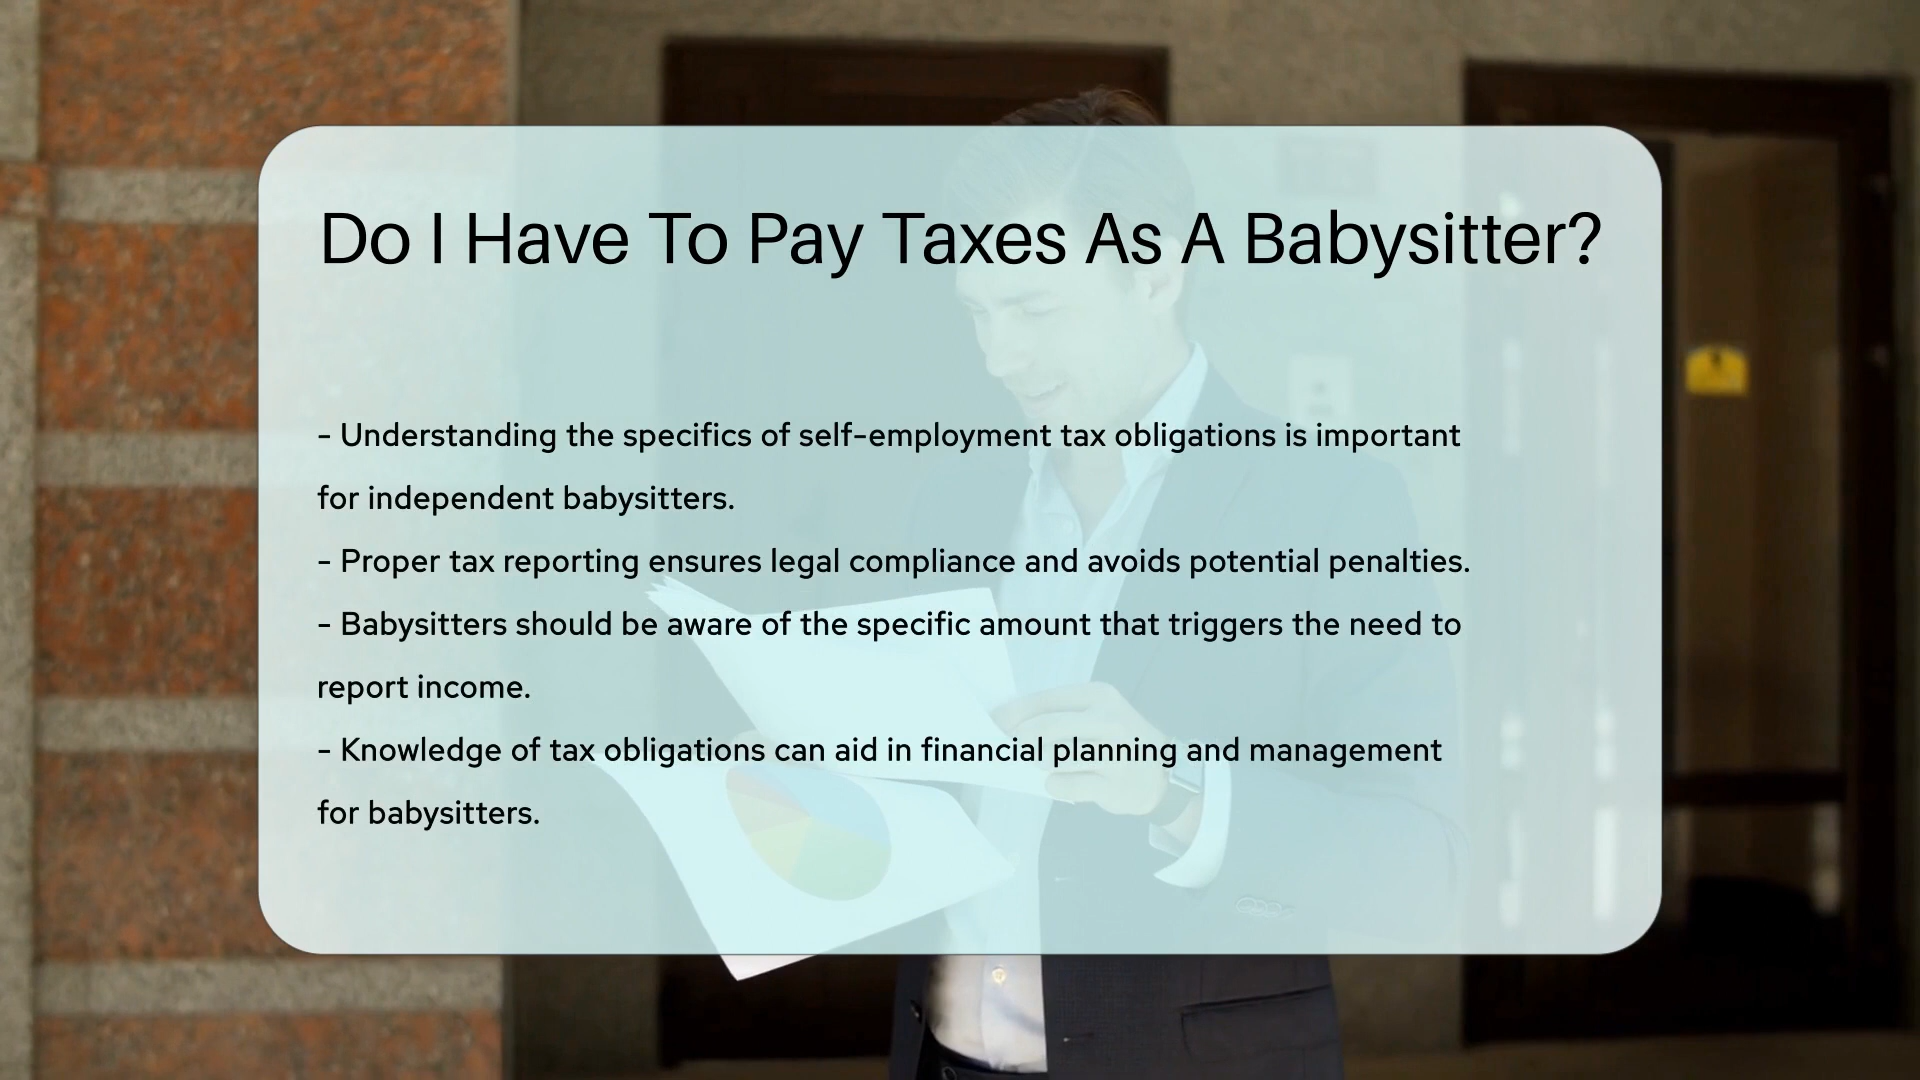 Do I Have To Pay Taxes As A Babysitter?
- Understanding the specifics of self-employment tax obligations is important
for independent babysitters.
- Proper tax reporting ensures legal compliance and avoids potential penalties.
- Babysitters should be aware of the specific amount that triggers the need to
report income.
- Knowledge of tax obligations can aid in financial planning and management
for babysitters.